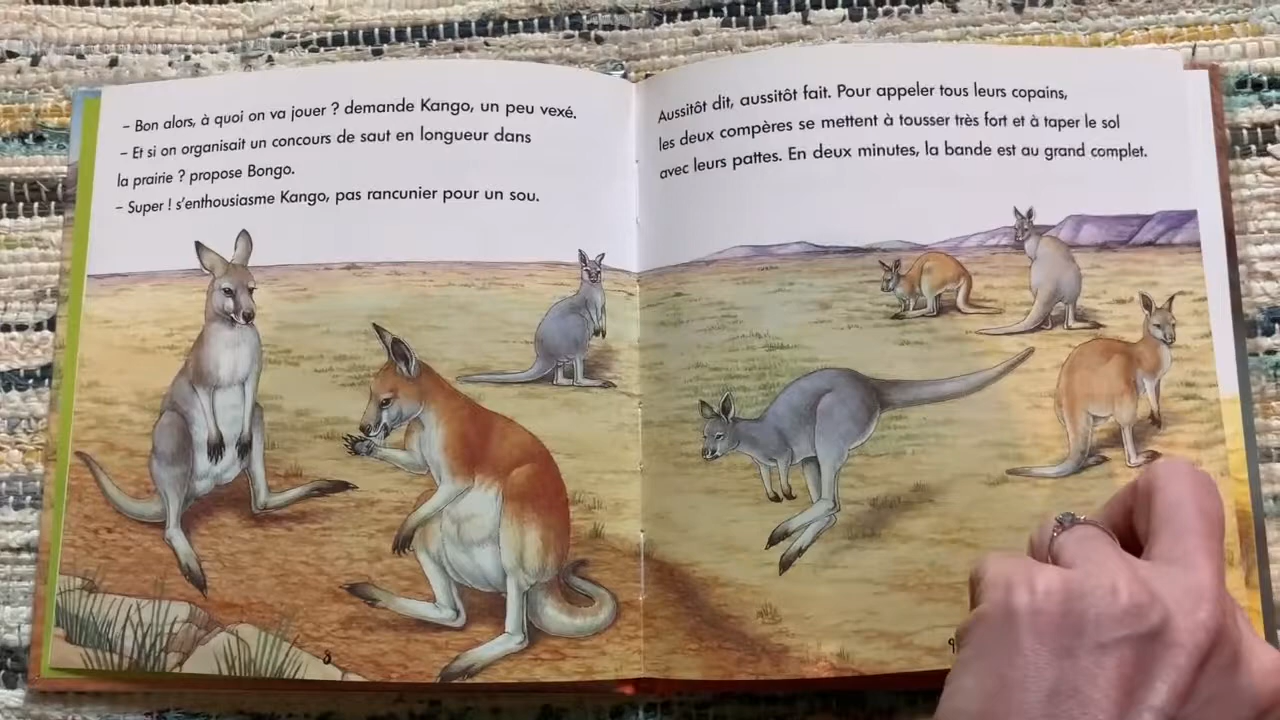 – Bon alors, à quoi on va jouer ? demande Kango, un peu vexé.
– Et si on organisait un concours de saut en longueur dans
la prairie ? propose Bongo.
– Super ! s'enthousiasme Kango, pas rancunier pour un sou.
8
Aussitôt dit, aussitôt fait. Pour appeler tous leurs copains,
les deux compères se mettent à tousser très fort et à taper le sol
avec leurs pattes. En deux minutes, la bande est au grand complet.
9